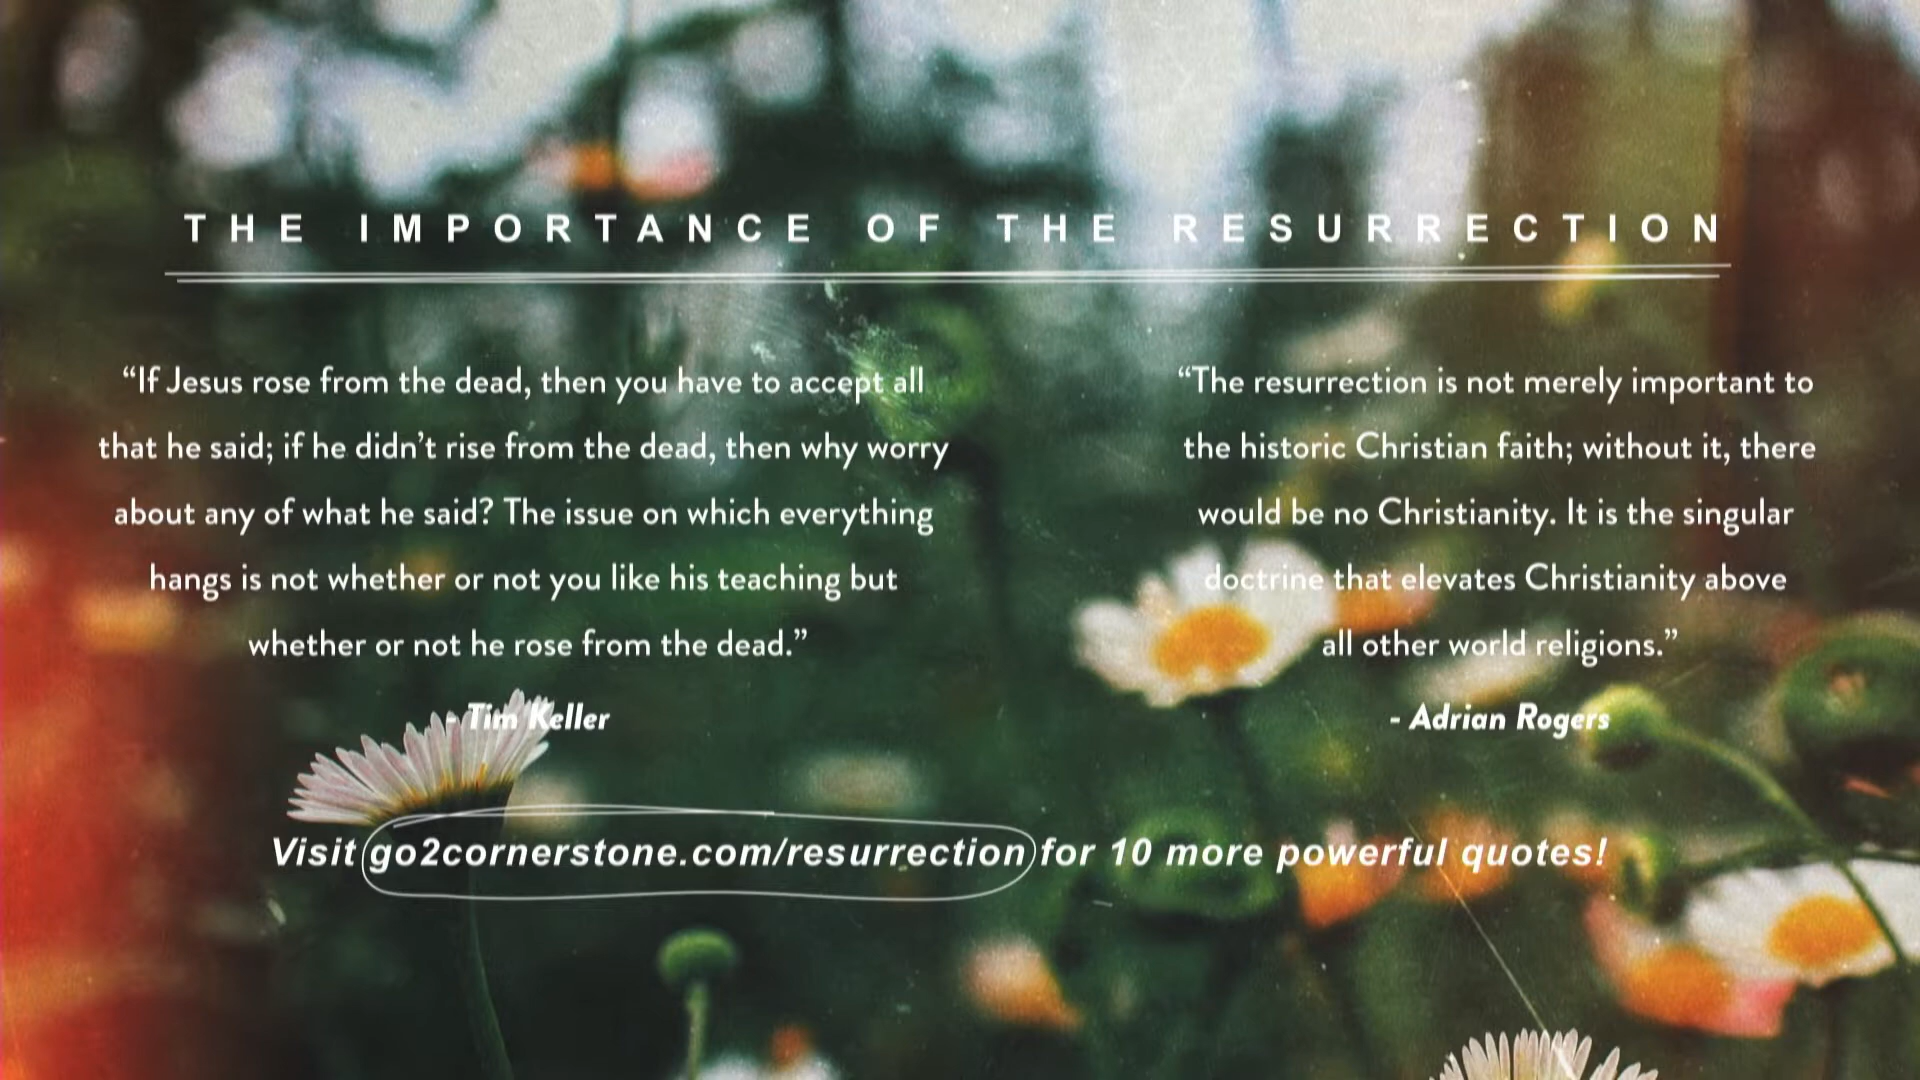 THE IMPORTANCE OF THE RESURRECTION
“If Jesus rose from the dead, then you have to accept all
that he said; if he didn’t rise from the dead, then why worry
about any of what he said? The issue on which everything
hangs is not whether or not you like his teaching but
whether or not he rose from the dead.”
- Tim Keller
“The resurrection is not merely important to
the historic Christian faith; without it, there
would be no Christianity. It is the singular
doctrine that elevates Christianity above
all other world religions.”
- Adrian Rogers
Visit go2cornerstone.com/resurrection for 10 more powerful quotes!